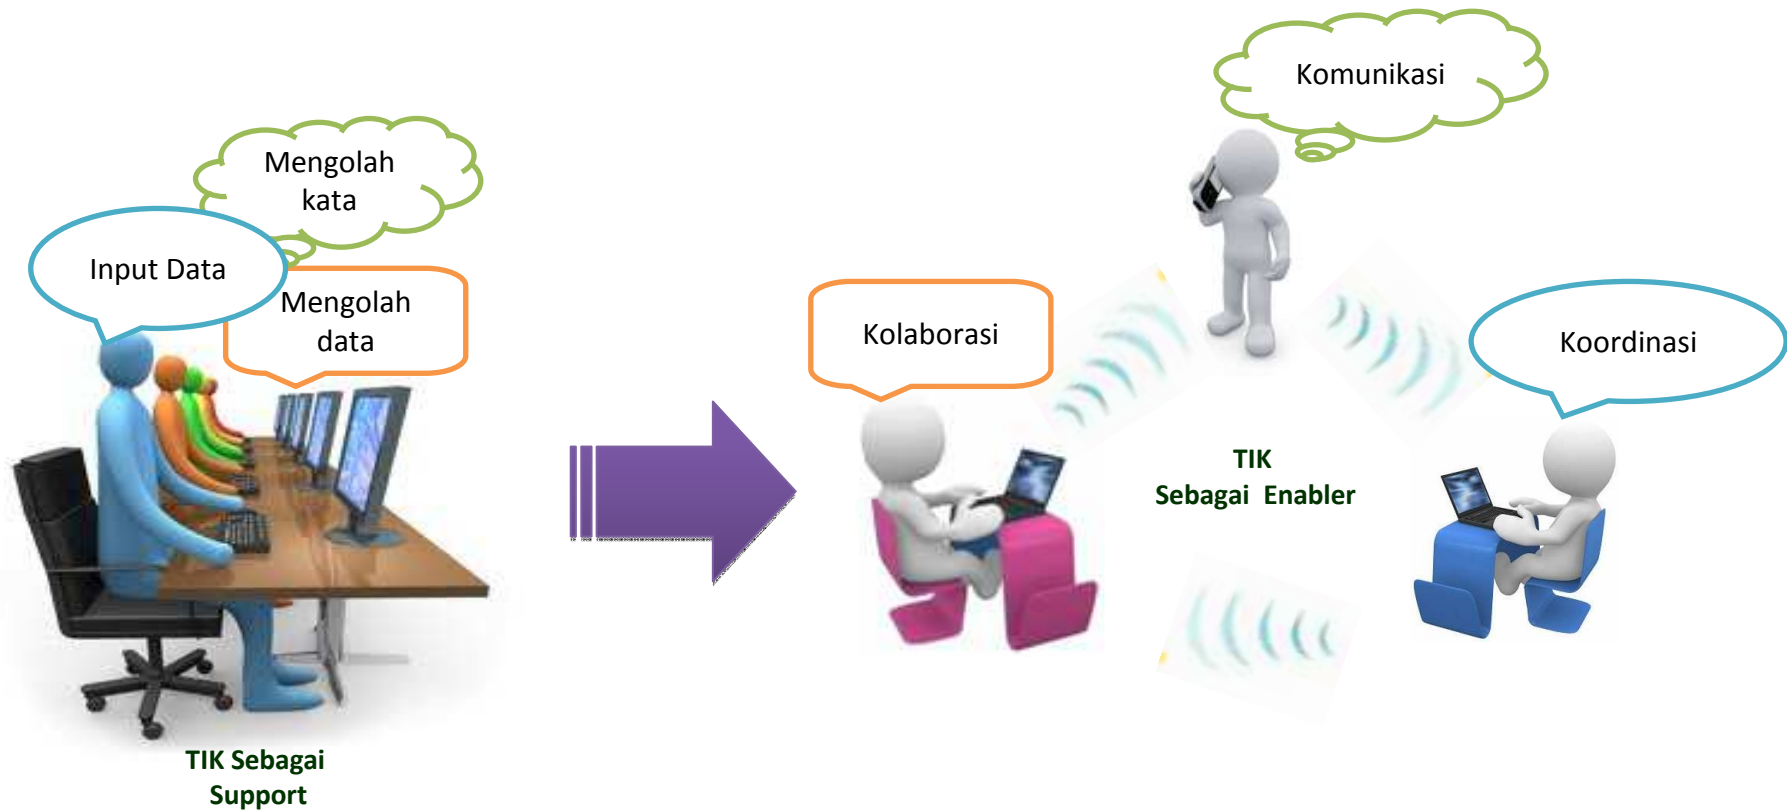 Mengolah
kata
Input Data
Mengolah
data
TIK Sebagai
Support
Komunikasi
Kolaborasi
Koordinasi
TIK
Sebagai  Enabler